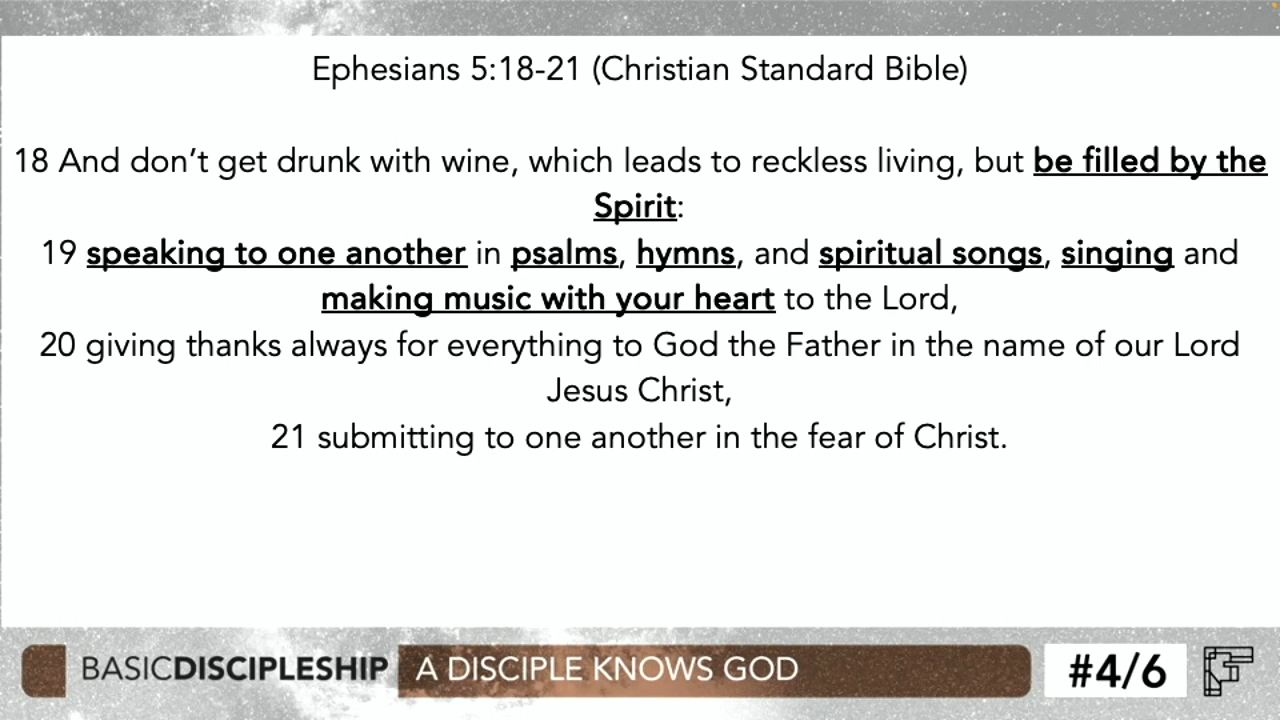 Ephesians 5:18-21 (Christian Standard Bible)
18 And don’t get drunk with wine, which leads to reckless living, but be filled by the
Spirit:
19 speaking to one another in psalms, hymns, and spiritual songs, singing and
making music with your heart to the Lord,
20 giving thanks always for everything to God the Father in the name of our Lord
Jesus Christ,
21 submitting to one another in the fear of Christ.
BASICDISCIPLESHIP A DISCIPLE KNOWS GOD #4/6